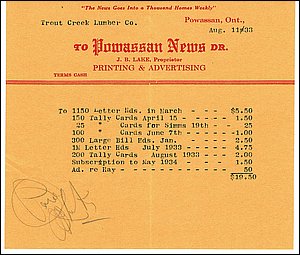 "The News Goes Into a Thousand Homes Weekly"
Trout Creek Lumber Co.
Powassan, Ont.,
Aug. 11/33
TO POWASSAN NEWS DR.
J. B. LAKE, Proprietor
PRINTING & ADVERTISING
TERMS CASH
To 1150 Letter Hds. in March - $5.50
150 Tally Cards April 15 - 1.50
25 " Cards for Simms 19th - 25
100 " Cards June 7th - 1.00
300 Large Bill Hds. Jan. 2.50
1M Letter Hds July 1933 - 4.75
200 Tally Cards August 1933 - 2.00
Subscription to May 1934 - 1.50
Ad. re Hay - 50
$19.50
Paid